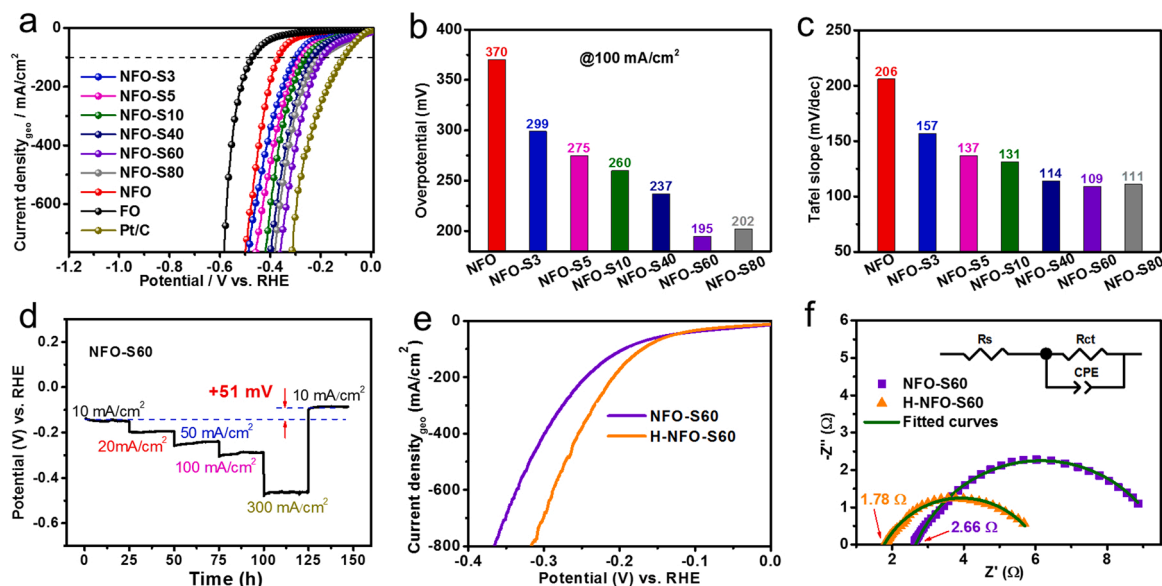 a
Current density geo / mA/cm²
0
-200
-400
-600
NFO-S3
NFO-S5
NFO-S10
NFO-S40
NFO-S60
NFO-S80
NFO
FO
Pt/C
-1.2
-1.0
-0.8
-0.6
-0.4
-0.2
0.0
Potential / V vs. RHE
b
@100 mA/cm²
Overpotential (mV)
400
350
300
250
200
370
299
275
260
237
195
202
NFO
NFO-S3
NFO-S5
NFO-S10
NFO-S40
NFO-S60
NFO-S80
c
Tafel slope (mV/dec)
250
200
150
100
50
206
157
137
131
114
109
111
NFO
NFO-S3
NFO-S5
NFO-S10
NFO-S40
NFO-S60
NFO-S80
d
NFO-S60
Potential (V) vs. RHE
0.2
0.0
-0.2
-0.4
-0.6
+51 mV
10 mA/cm²
10 mA/cm²
20mA/cm²
50 mA/cm²
100 mA/cm²
300 mA/cm²
0
25
50
75
100
125
150
Time (h)
e
Current density geo (mA/cm²)
0
-200
-400
-600
-800
NFO-S60
H-NFO-S60
-0.4
-0.3
-0.2
-0.1
0.0
Potential (V) vs. RHE
f
-Z'' (Ω)
6
5
4
3
2
1
0
Rs
Rct
CPE
NFO-S60
H-NFO-S60
Fitted curves
1.78 Ω
2.66 Ω
2
4
6
8
Z' (Ω)